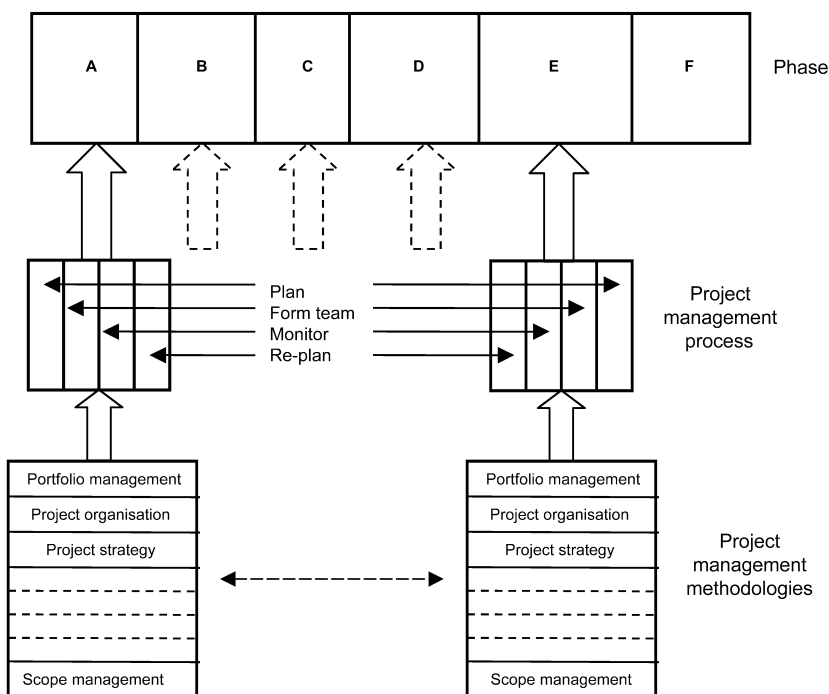 A B C D E F Phase
Plan
Form team
Monitor
Re-plan
Project
management
process
Portfolio management
Project organisation
Project strategy
Scope management
Portfolio management
Project organisation
Project strategy
Scope management
Project
management
methodologies